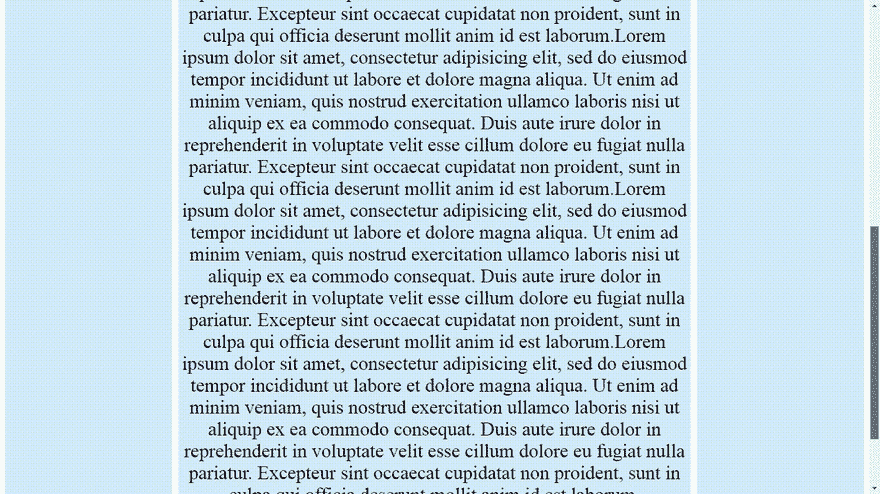 pariatur. Excepteur sint occaecat cupidatat non proident, sunt in
culpa qui officia deserunt mollit anim id est laborum.Lorem
ipsum dolor sit amet, consectetur adipisicing elit, sed do eiusmod
tempor incididunt ut labore et dolore magna aliqua. Ut enim ad
minim veniam, quis nostrud exercitation ullamco laboris nisi ut
aliquip ex ea commodo consequat. Duis aute irure dolor in
reprehenderit in voluptate velit esse cillum dolore eu fugiat nulla
pariatur. Excepteur sint occaecat cupidatat non proident, sunt in
culpa qui officia deserunt mollit anim id est laborum.Lorem
ipsum dolor sit amet, consectetur adipisicing elit, sed do eiusmod
tempor incididunt ut labore et dolore magna aliqua. Ut enim ad
minim veniam, quis nostrud exercitation ullamco laboris nisi ut
aliquip ex ea commodo consequat. Duis aute irure dolor in
reprehenderit in voluptate velit esse cillum dolore eu fugiat nulla
pariatur. Excepteur sint occaecat cupidatat non proident, sunt in
culpa qui officia deserunt mollit anim id est laborum.Lorem
ipsum dolor sit amet, consectetur adipisicing elit, sed do eiusmod
tempor incididunt ut labore et dolore magna aliqua. Ut enim ad
minim veniam, quis nostrud exercitation ullamco laboris nisi ut
aliquip ex ea commodo consequat. Duis aute irure dolor in
reprehenderit in voluptate velit esse cillum dolore eu fugiat nulla
pariatur. Excepteur sint occaecat cupidatat non proident, sunt in
culpa qui officia deserunt mollit anim id est laborum.